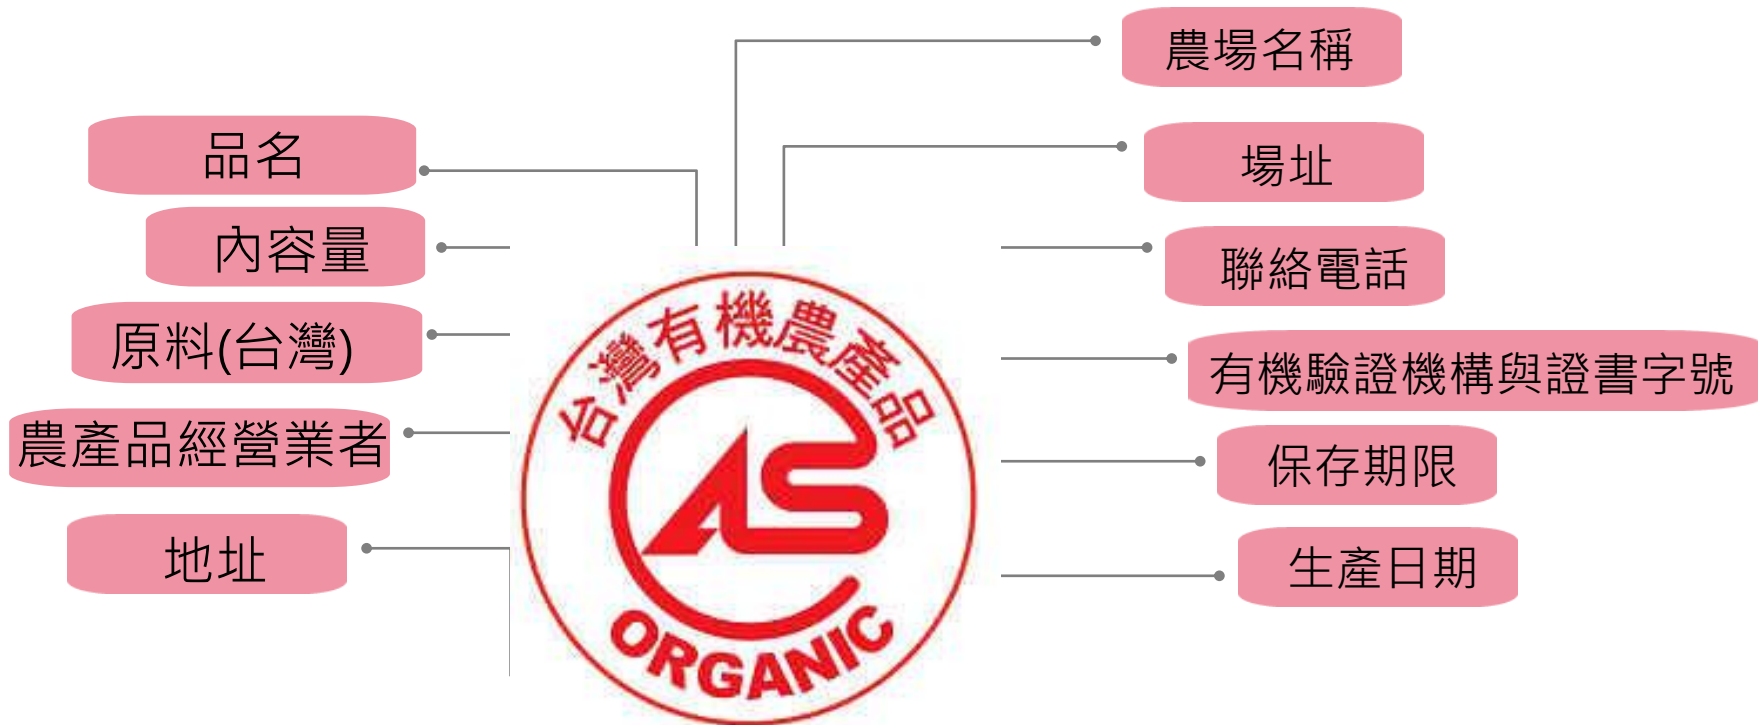 品名
內容量
原料(台灣)
農產品經營業者
地址
台灣有機農產品
CAS
ORGANIC
農場名稱
場址
聯絡電話
有機驗證機構與證書字號
保存期限
生產日期